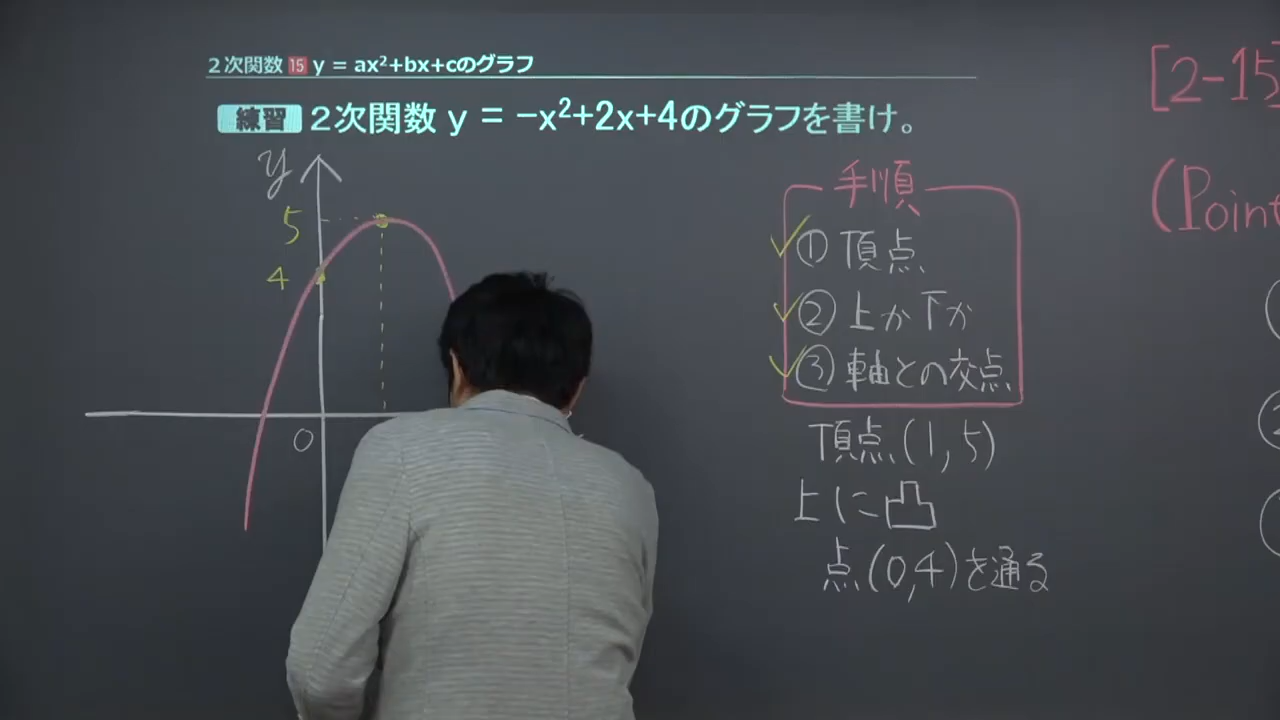 2次関数 15 y = ax²+bx+cのグラフ
練習 2次関数 y = −x²+2x+4のグラフを書け。
y
5
4
O
手順
① 頂点
② 上か下か
③ 軸との交点
頂点(1,5)
上に凸
点(0,4)を通る
[2-15]
(Point